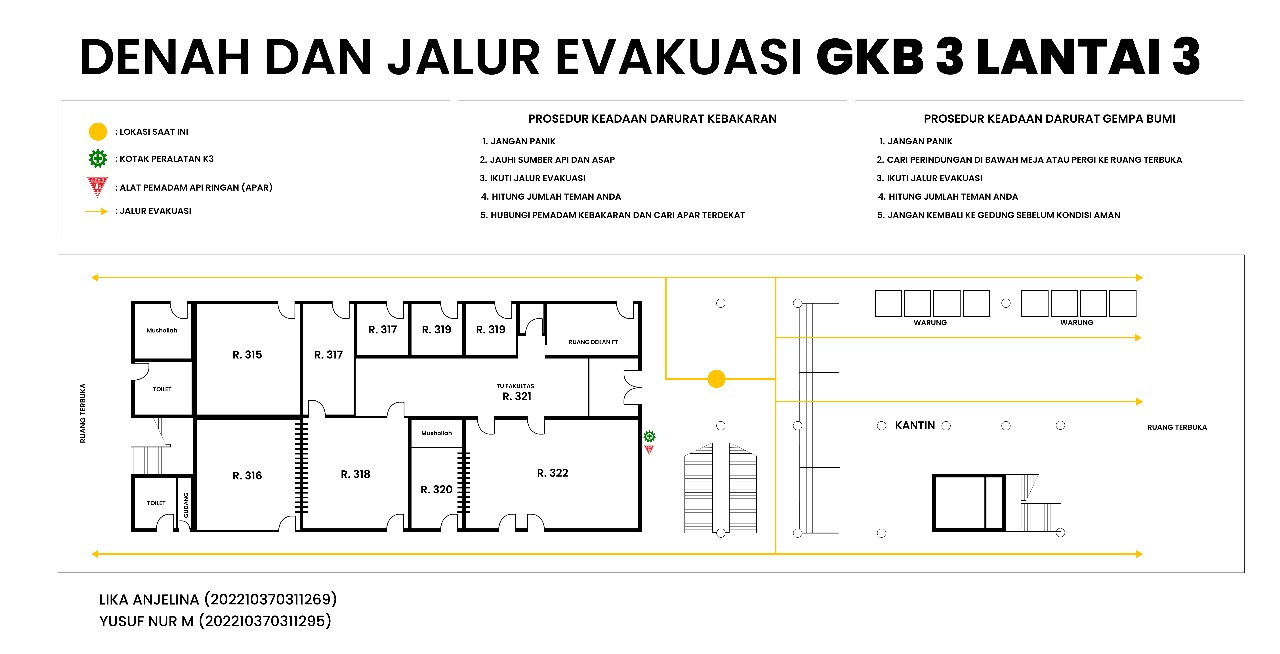 DENAH DAN JALUR EVAKUASI GKB 3 LANTAI 3
: LOKASI SAAT INI
: KOTAK PERALATAN K3
: ALAT PEMADAM API RINGAN (APAR)
: JALUR EVAKUASI
PROSEDUR KEADAAN DARURAT KEBAKARAN
1. JANGAN PANIK
2. JAUHI SUMBER API DAN ASAP
3. IKUTI JALUR EVAKUASI
4. HITUNG JUMLAH TEMAN ANDA
5. HUBUNGI PEMADAM KEBAKARAN DAN CARI APAR TERDEKAT
PROSEDUR KEADAAN DARURAT GEMPA BUMI
1. JANGAN PANIK
2. CARI PERINDUNGAN DI BAWAH MEJA ATAU PERGI KE RUANG TERBUKA
3. IKUTI JALUR EVAKUASI
4. HITUNG JUMLAH TEMAN ANDA
5. JANGAN KEMBALI KE GEDUNG SEBELUM KONDISI AMAN
RUANG TERBUKA
Mushollah
R. 315
R. 317
R. 317
R. 319
R. 319
RUANG DEKAN FT
TOILET
TU FAKULTAS
R. 321
R. 316
R. 318
Mushollah
R. 320
R. 322
TOILET
GUDANG
WARUNG
WARUNG
KANTIN
RUANG TERBUKA
LIKA ANJELINA (202210370311269)
YUSUF NUR M (202210370311295)